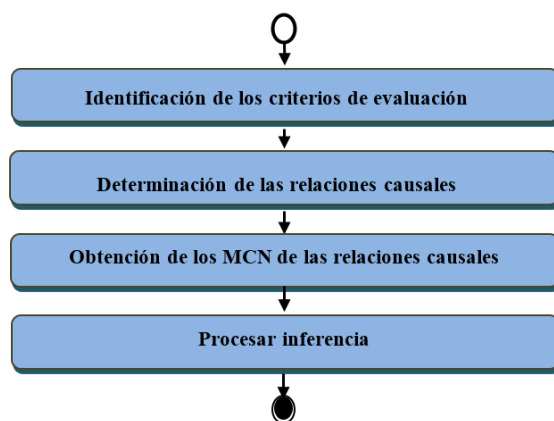 Identificación de los criterios de evaluación
Determinación de las relaciones causales
Obtención de los MCN de las relaciones causales
Procesar inferencia